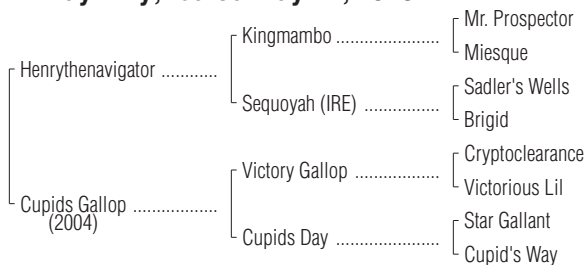 Mr. Prospector
Kingmambo ..................
Miesque
Henrythenavigator ............
Sadler's Wells
Sequoyah (IRE) ................
Brigid
Cryptoclearance
Victory Gallop ..................
Victorious Lil
Cupids Gallop ..................
(2004)
Star Gallant
Cupids Day .....................
Cupid's Way